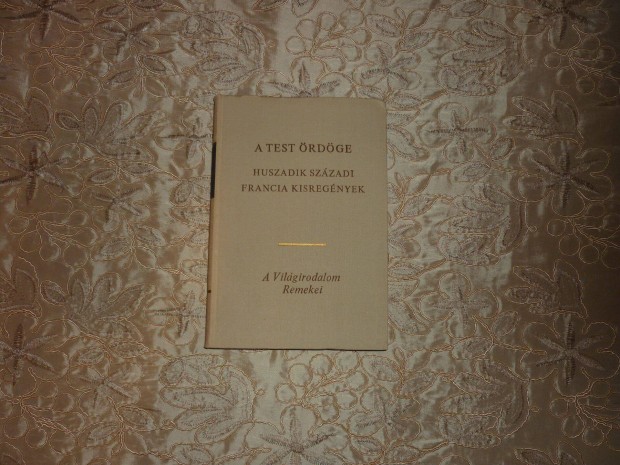 A TEST ÖRDÖGE
HUSZADIK SZÁZADI
FRANCIA KISREGÉNYEK
A Világirodalom
Remekei